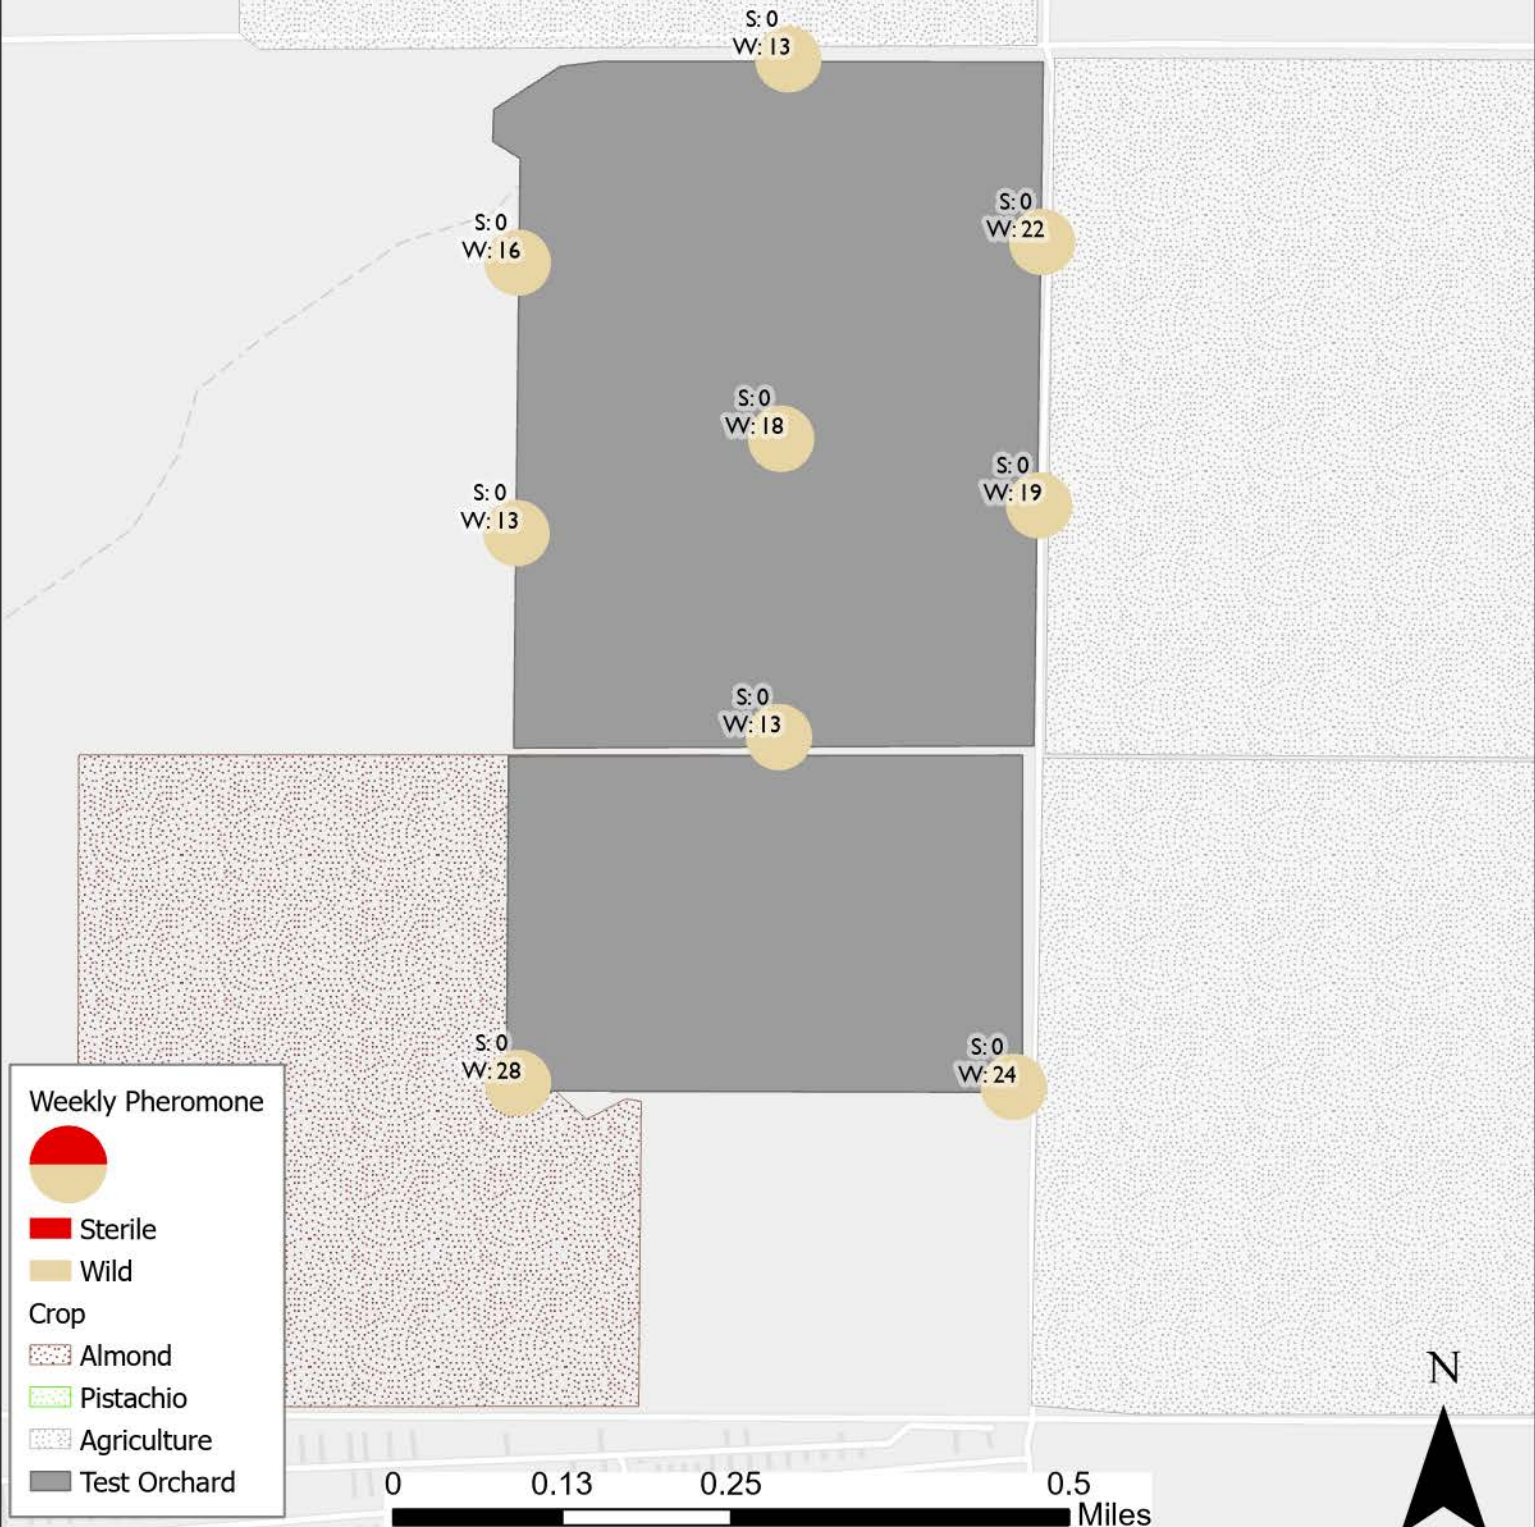 S: 0
W: 13
S: 0
W: 22
S: 0
W: 16
S: 0
W: 18
S: 0
W: 19
S: 0
W: 13
S: 0
W: 13
S: 0
W: 28
S: 0
W: 24
Weekly Pheromone
Sterile
Wild
Crop
Almond
Pistachio
Agriculture
Test Orchard
N
0 0.13 0.25 0.5
Miles